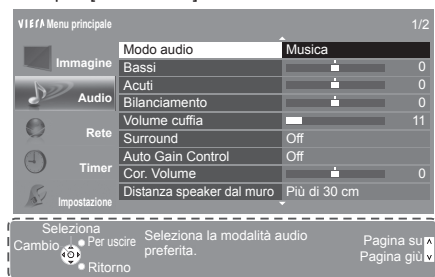 VIErA Menu principale 1/2
Immagine
Audio
Rete
Timer
Impostazione
Modo audio Musica
Bassi 0
Acuti 0
Bilanciamento 0
Volume cuffia 11
Surround Off
Auto Gain Control Off
Cor. Volume 0
Distanza speaker dal muro Più di 30 cm
Seleziona
Cambio
Per uscire
Ritorno
Seleziona la modalità audio
preferita.
Pagina su
Pagina giù